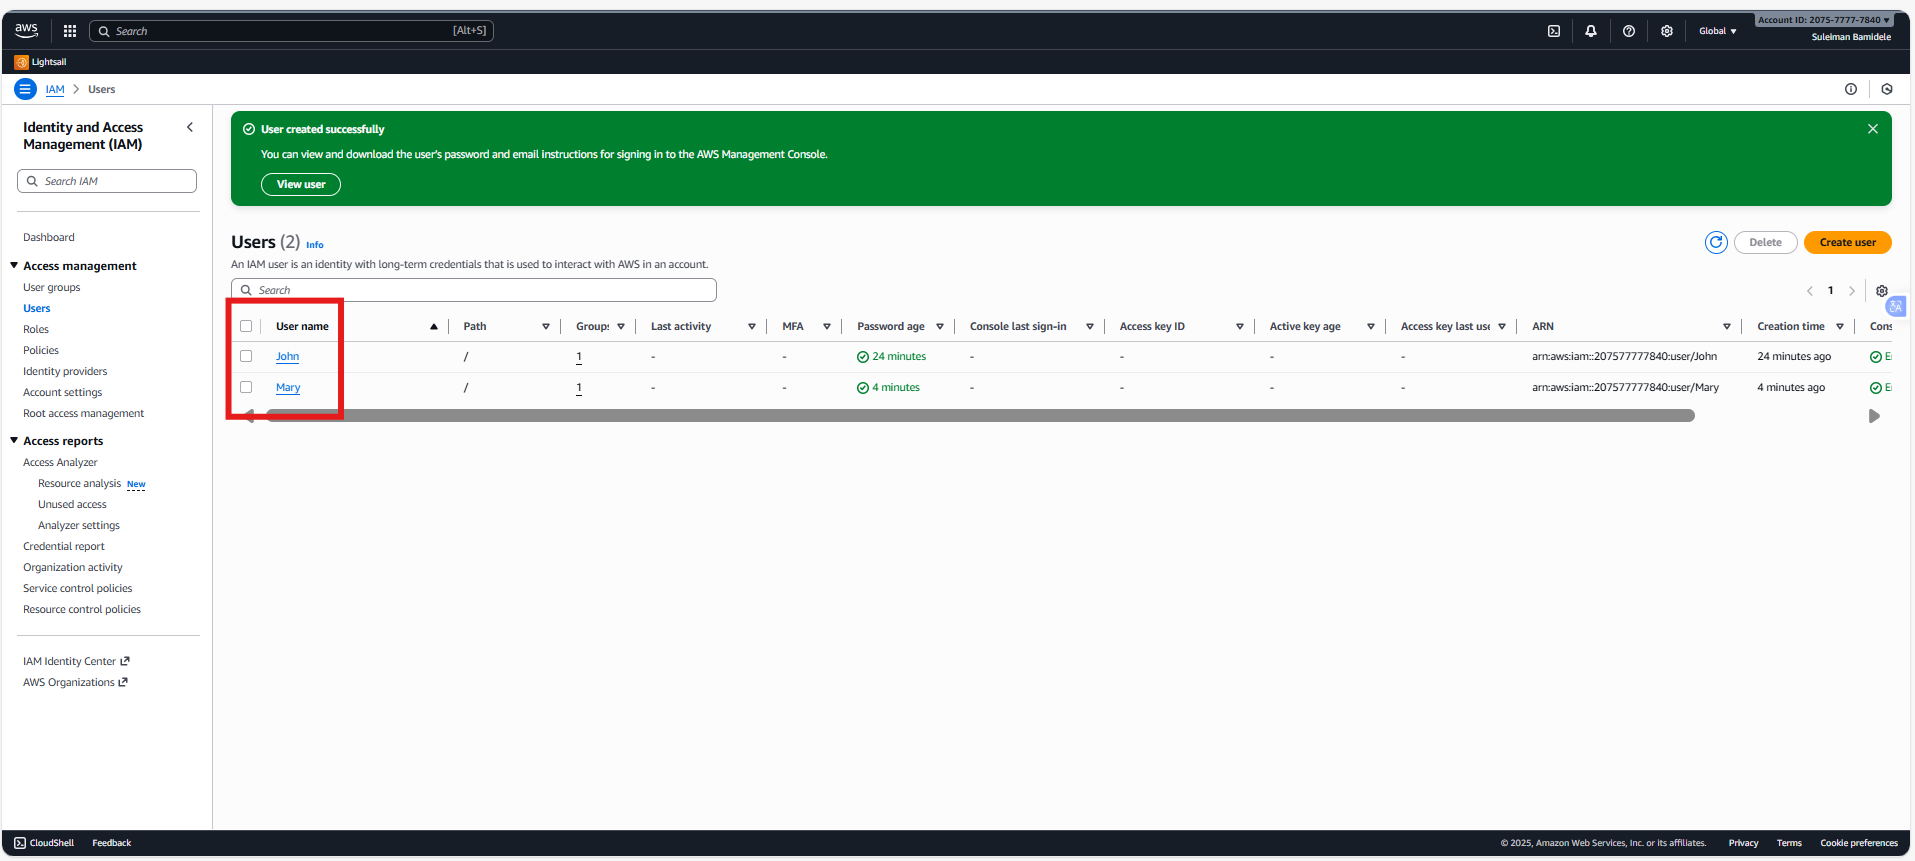 aws Search [Alt+S] Global Account ID: 2075-7777-7840
Suleiman Bamidele
Lightsail
IAM Users
Identity and Access
Management (IAM)
Search IAM
Dashboard
Access management
User groups
Users
Roles
Policies
Identity providers
Account settings
Root access management
Access reports
Access Analyzer
Resource analysis New
Unused access
Analyzer settings
Credential report
Organization activity
Service control policies
Resource control policies
IAM Identity Center
AWS Organizations
User created successfully
You can view and download the user's password and email instructions for signing in to the AWS Management Console.
View user
Users (2) Info Delete Create user
An IAM user is an identity with long-term credentials that is used to interact with AWS in an account.
Search 1
User name Path Groups Last activity MFA Password age Console last sign-in Access key ID Active key age Access key last use ARN Creation time Cons
John / 1 - - 24 minutes - - - - arn:aws:iam::207577777840:user/John 24 minutes ago E
Mary / 1 - - 4 minutes - - - - arn:aws:iam::207577777840:user/Mary 4 minutes ago E
CloudShell Feedback © 2025, Amazon Web Services, Inc. or its affiliates. Privacy Terms Cookie preferences